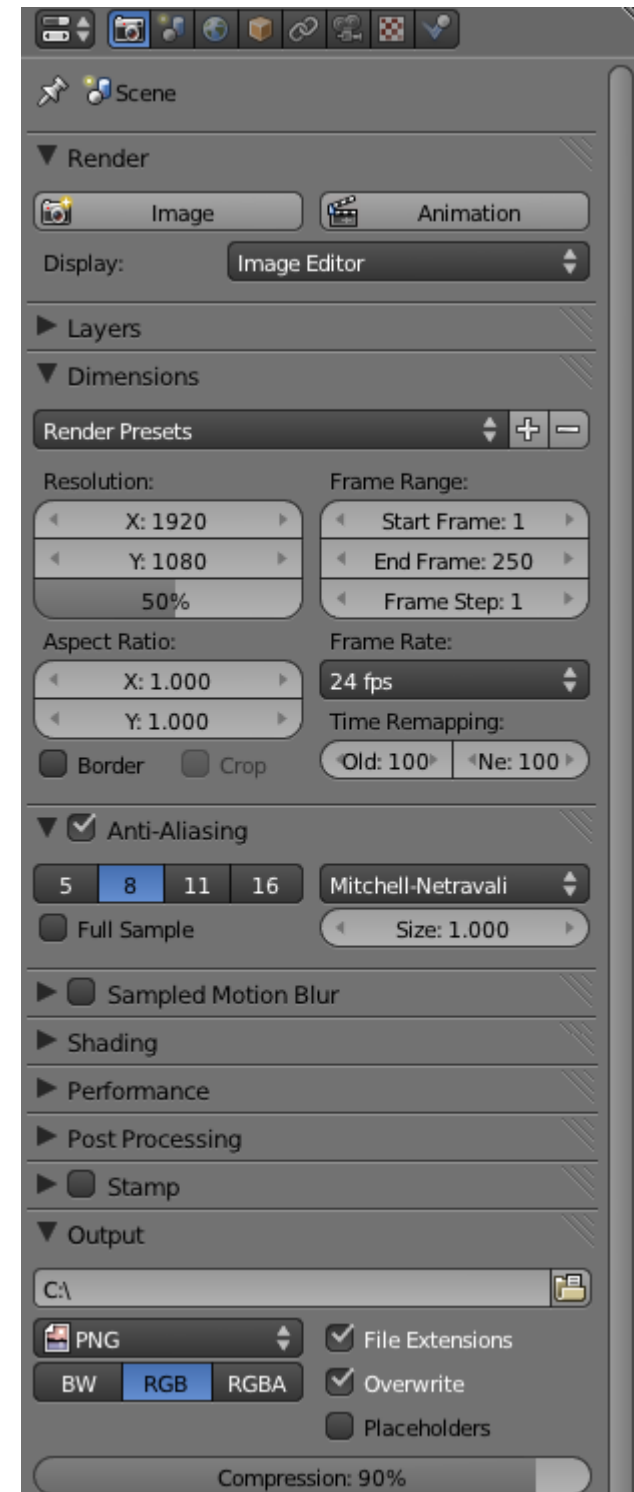 Scene
Render
Image Animation
Display: Image Editor
Layers
Dimensions
Render Presets
Resolution: Frame Range:
X: 1920 Start Frame: 1
Y: 1080 End Frame: 250
50% Frame Step: 1
Aspect Ratio: Frame Rate:
X: 1.000 24 fps
Y: 1.000 Time Remapping:
Border Crop Old: 100 Ne: 100
Anti-Aliasing
5 8 11 16 Mitchell-Netravali
Full Sample Size: 1.000
Sampled Motion Blur
Shading
Performance
Post Processing
Stamp
Output
C:\
PNG File Extensions
BW RGB RGBA Overwrite
Placeholders
Compression: 90%